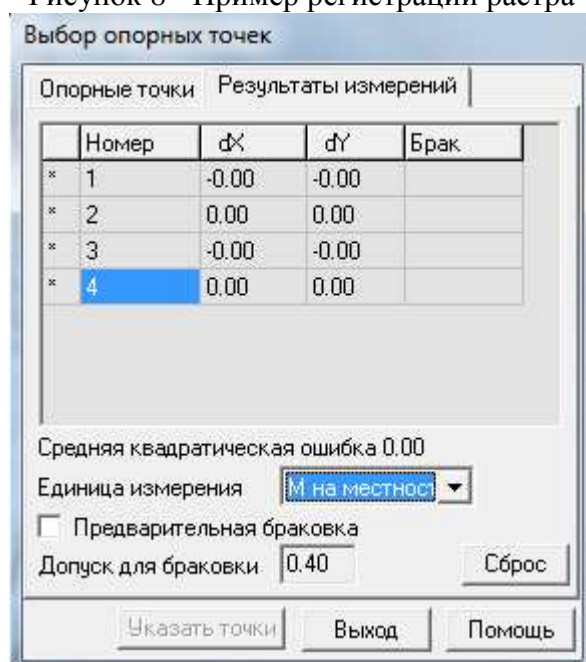 Рисунок 8 Пример регистрации растра
Выбор опорных точек
Опорные точки Результаты измерений
Номер dX dY Брак
* 1 -0.00 -0.00
* 2 0.00 0.00
* 3 -0.00 -0.00
* 4 0.00 0.00
Средняя квадратическая ошибка 0.00
Единица измерения М на местност
Предварительная браковка
Допуск для браковки 0.40 Сброс
Указать точки Выход Помощь